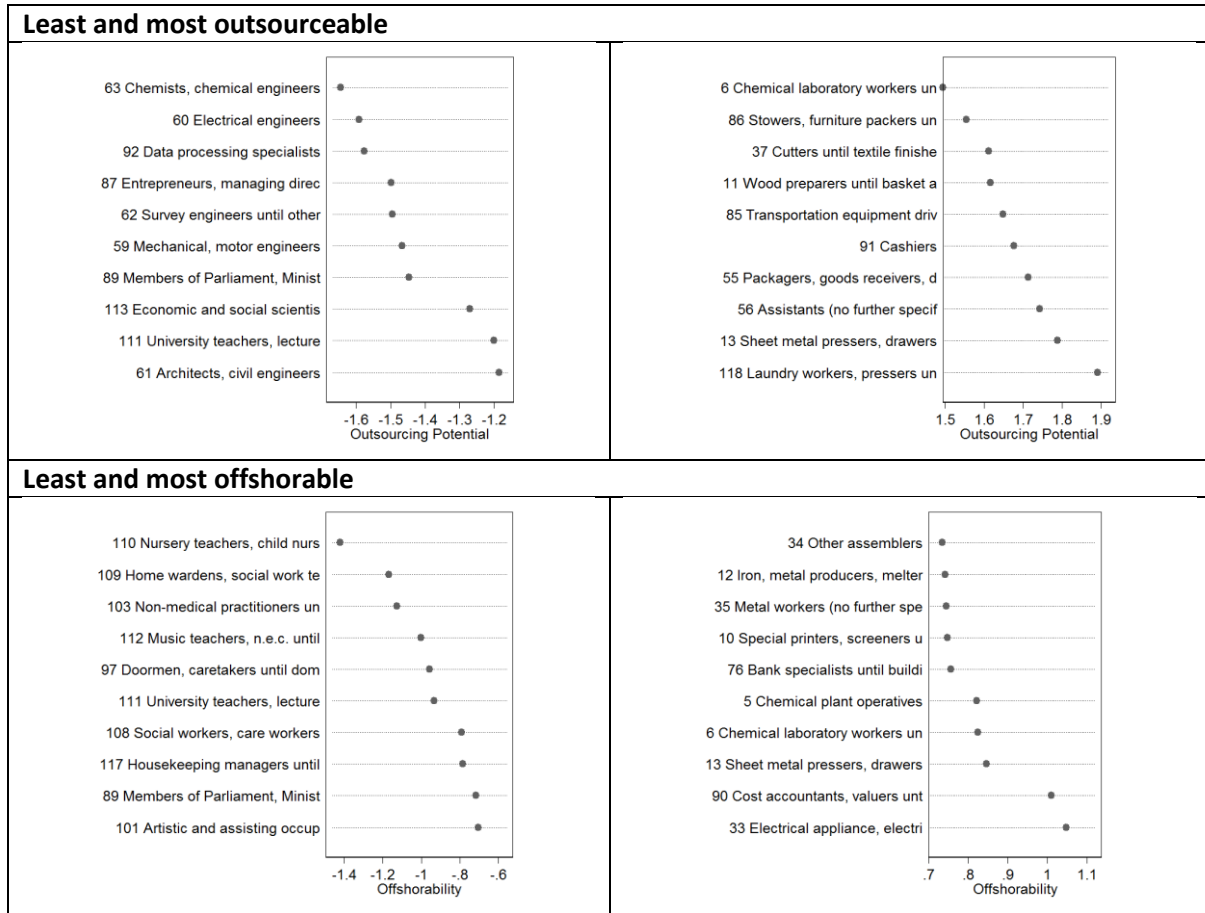 Least and most outsourceable
63 Chemists, chemical engineers
60 Electrical engineers
92 Data processing specialists
87 Entrepreneurs, managing direc
62 Survey engineers until other
59 Mechanical, motor engineers
89 Members of Parliament, Minist
113 Economic and social scientis
111 University teachers, lecture
61 Architects, civil engineers
-1.6 -1.5 -1.4 -1.3 -1.2
Outsourcing Potential
6 Chemical laboratory workers un
86 Stowers, furniture packers un
37 Cutters until textile finishe
11 Wood preparers until basket a
85 Transportation equipment driv
91 Cashiers
55 Packagers, goods receivers, d
56 Assistants (no further specif
13 Sheet metal pressers, drawers
118 Laundry workers, pressers un
1.5 1.6 1.7 1.8 1.9
Outsourcing Potential
Least and most offshorable
110 Nursery teachers, child nurs
109 Home wardens, social work te
103 Non-medical practitioners un
112 Music teachers, n.e.c. until
97 Doormen, caretakers until dom
111 University teachers, lecture
108 Social workers, care workers
117 Housekeeping managers until
89 Members of Parliament, Minist
101 Artistic and assisting occup
-1.4 -1.2 -1 -.8 -.6
Offshorability
34 Other assemblers
12 Iron, metal producers, melter
35 Metal workers (no further spe
10 Special printers, screeners u
76 Bank specialists until buildi
5 Chemical plant operatives
6 Chemical laboratory workers un
13 Sheet metal pressers, drawers
90 Cost accountants, valuers unt
33 Electrical appliance, electri
.7 .8 .9 1 1.1
Offshorability